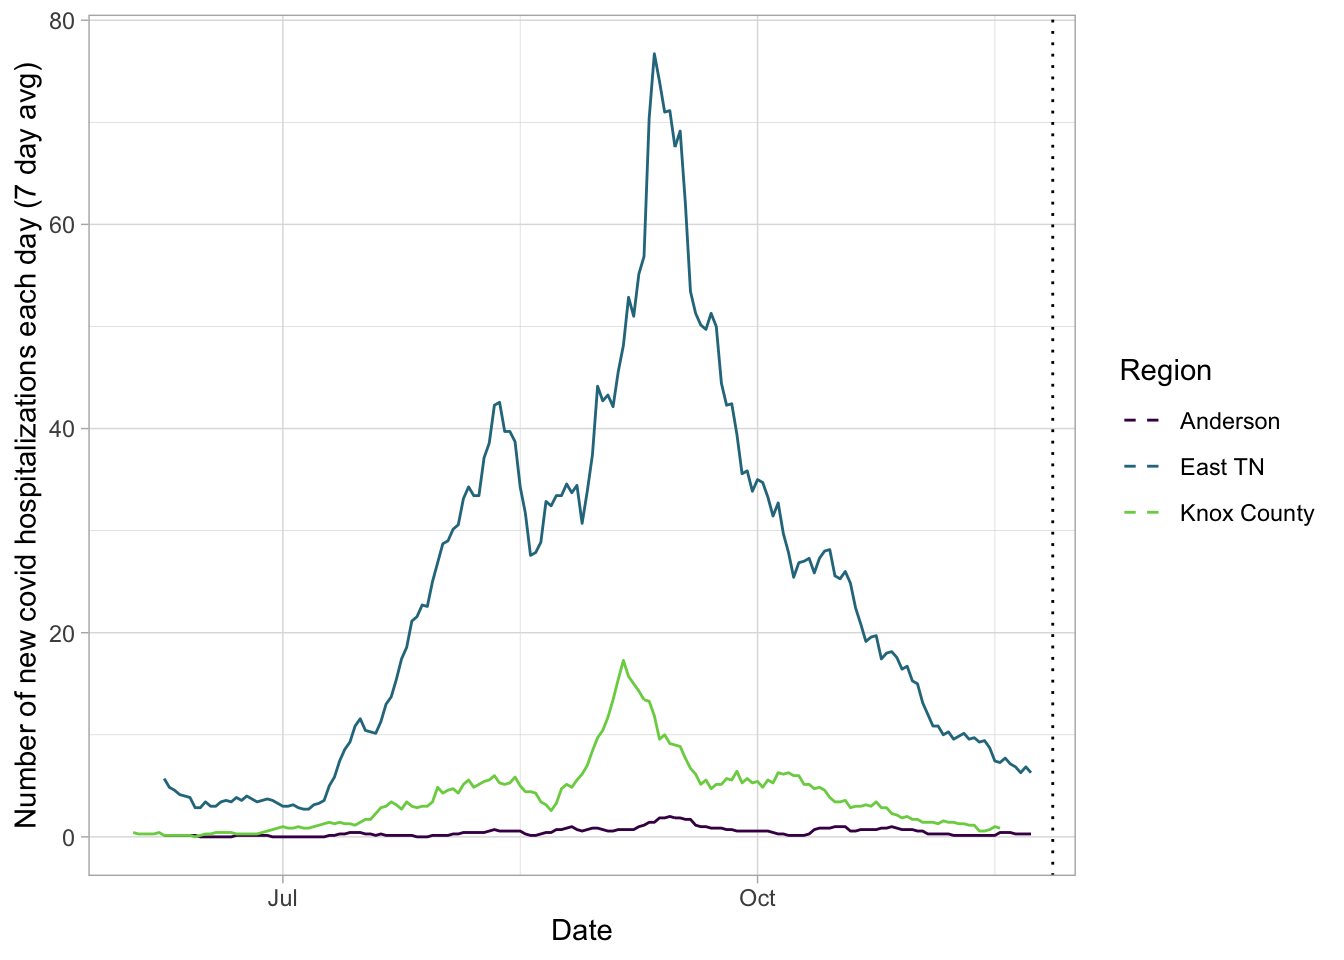 Number of new covid hospitalizations each day (7 day avg)
80
60
40
20
0
Jul
Oct
Date
Region
Anderson
East TN
Knox County